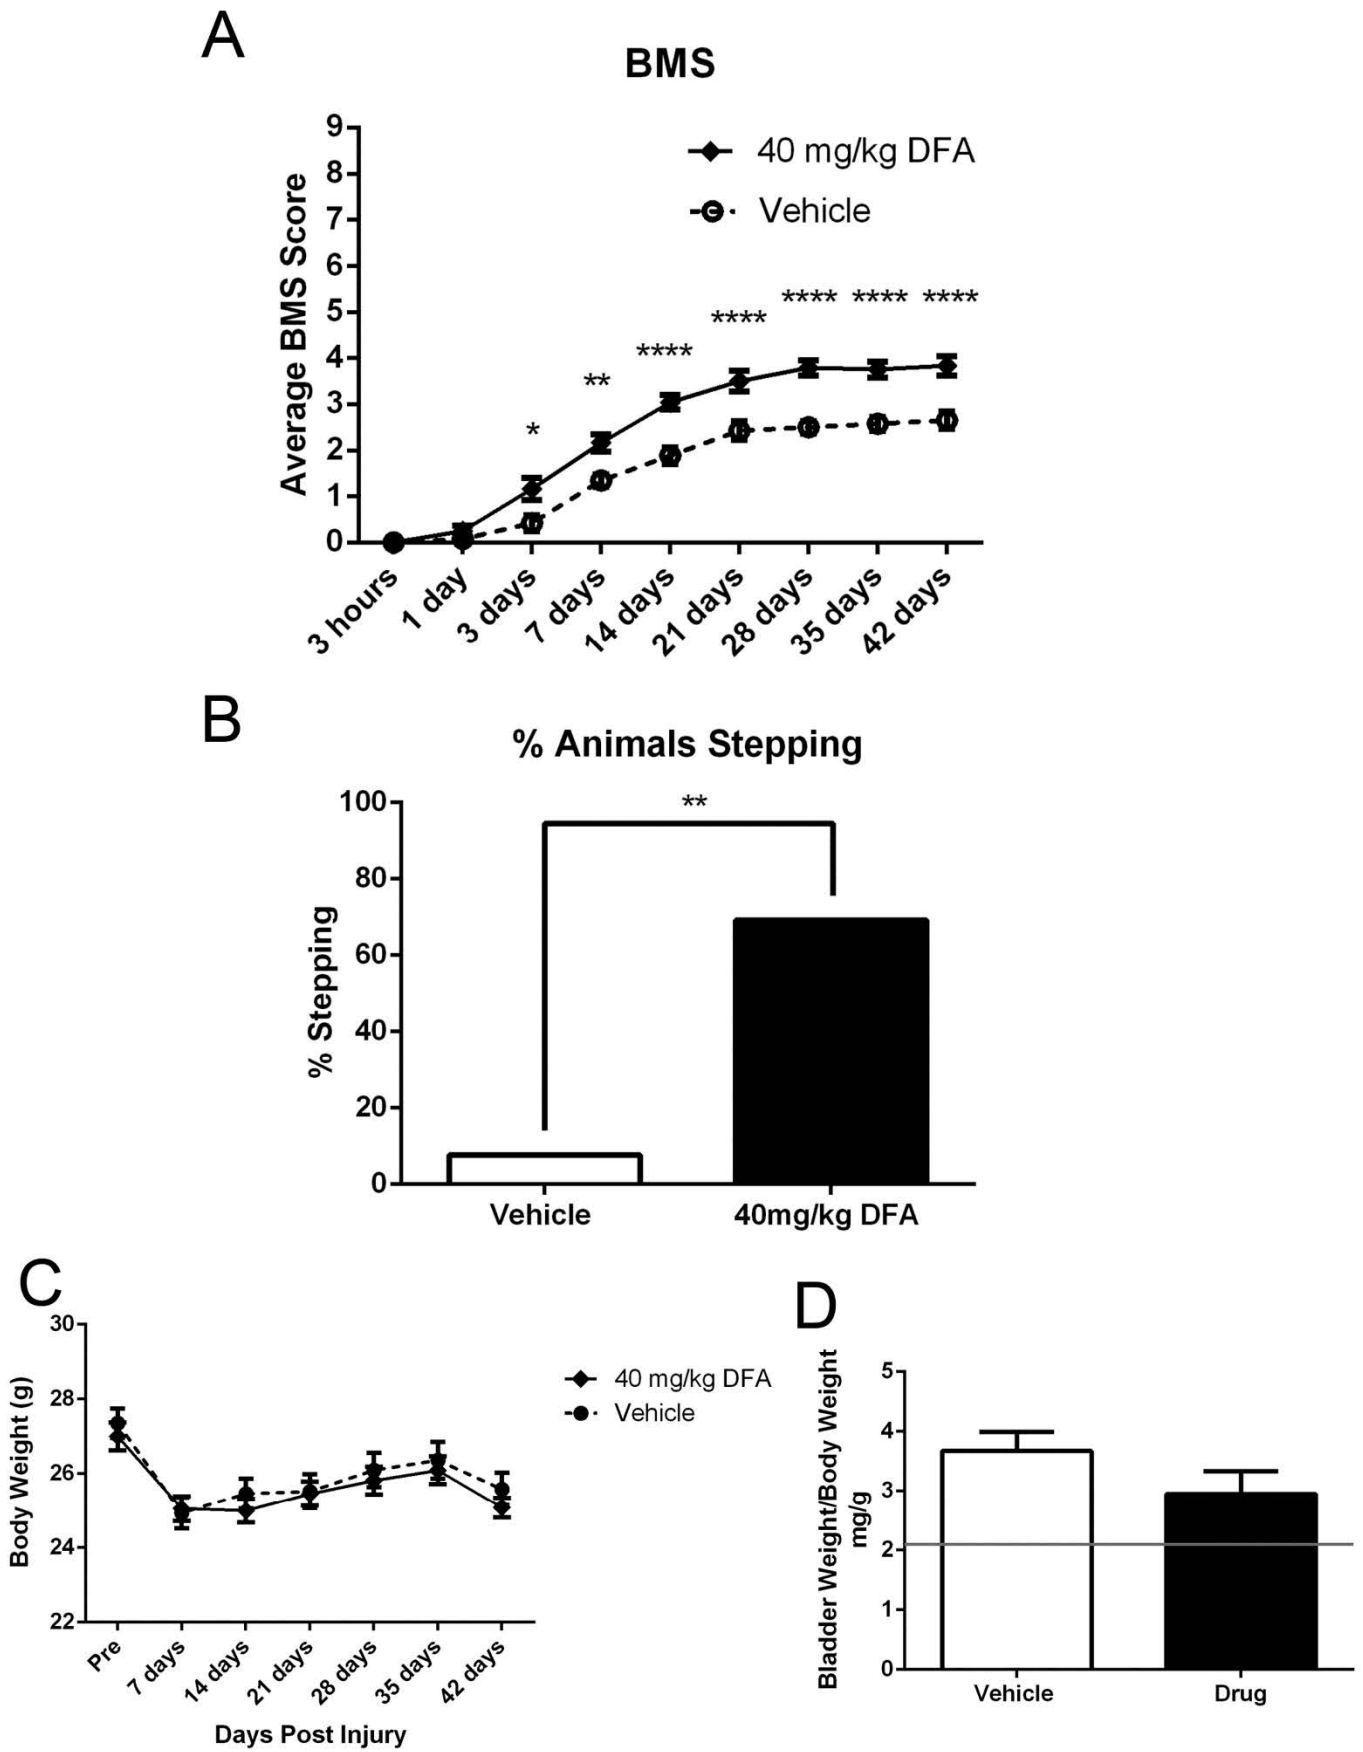 A
BMS
9
8
7
6
5
4
3
2
1
0
Average BMS Score
40 mg/kg DFA
Vehicle
*
**
****
****
****
****
****
3 hours
1 day
3 days
7 days
14 days
21 days
28 days
35 days
42 days
B
% Animals Stepping
100
80
60
40
20
0
% Stepping
**
Vehicle
40mg/kg DFA
C
30
28
26
24
22
Body Weight (g)
40 mg/kg DFA
Vehicle
Pre
7 days
14 days
21 days
28 days
35 days
42 days
Days Post Injury
D
5
4
3
2
1
0
Bladder Weight/Body Weight
mg/g
Vehicle
Drug